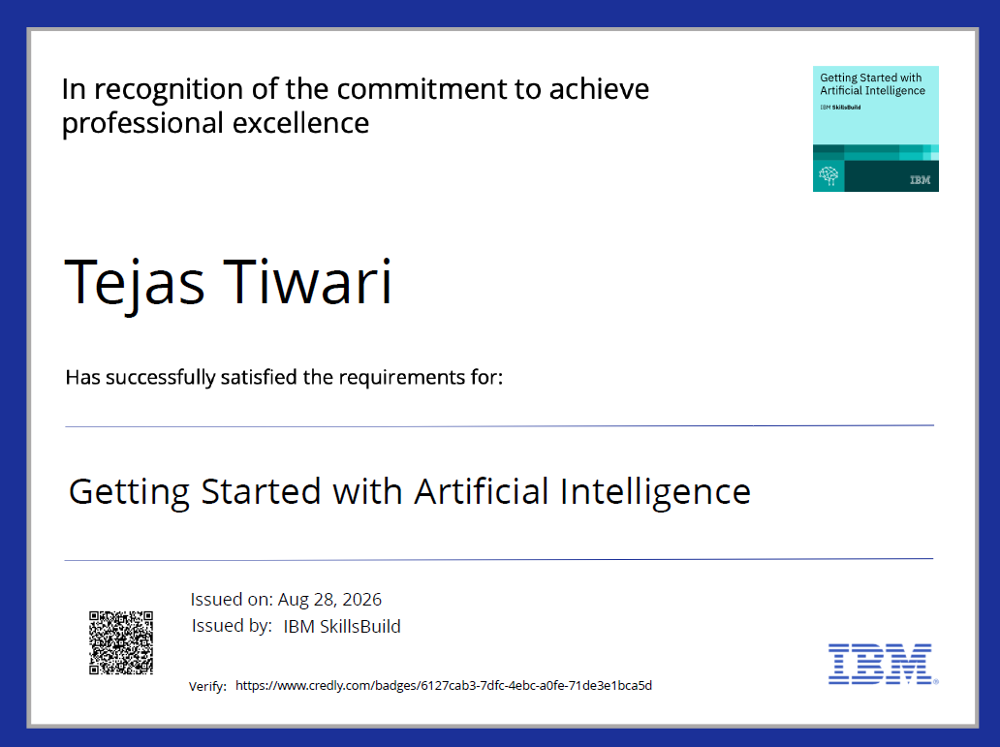 In recognition of the commitment to achieve
professional excellence
Getting Started with
Artificial Intelligence
IBM SkillsBuild
IBM
Tejas Tiwari
Has successfully satisfied the requirements for:
Getting Started with Artificial Intelligence
Issued on: Aug 28, 2026
Issued by: IBM SkillsBuild
Verify: https://www.credly.com/badges/6127cab3-7dfc-4ebc-a0fe-71de3e1bca5d
IBM®